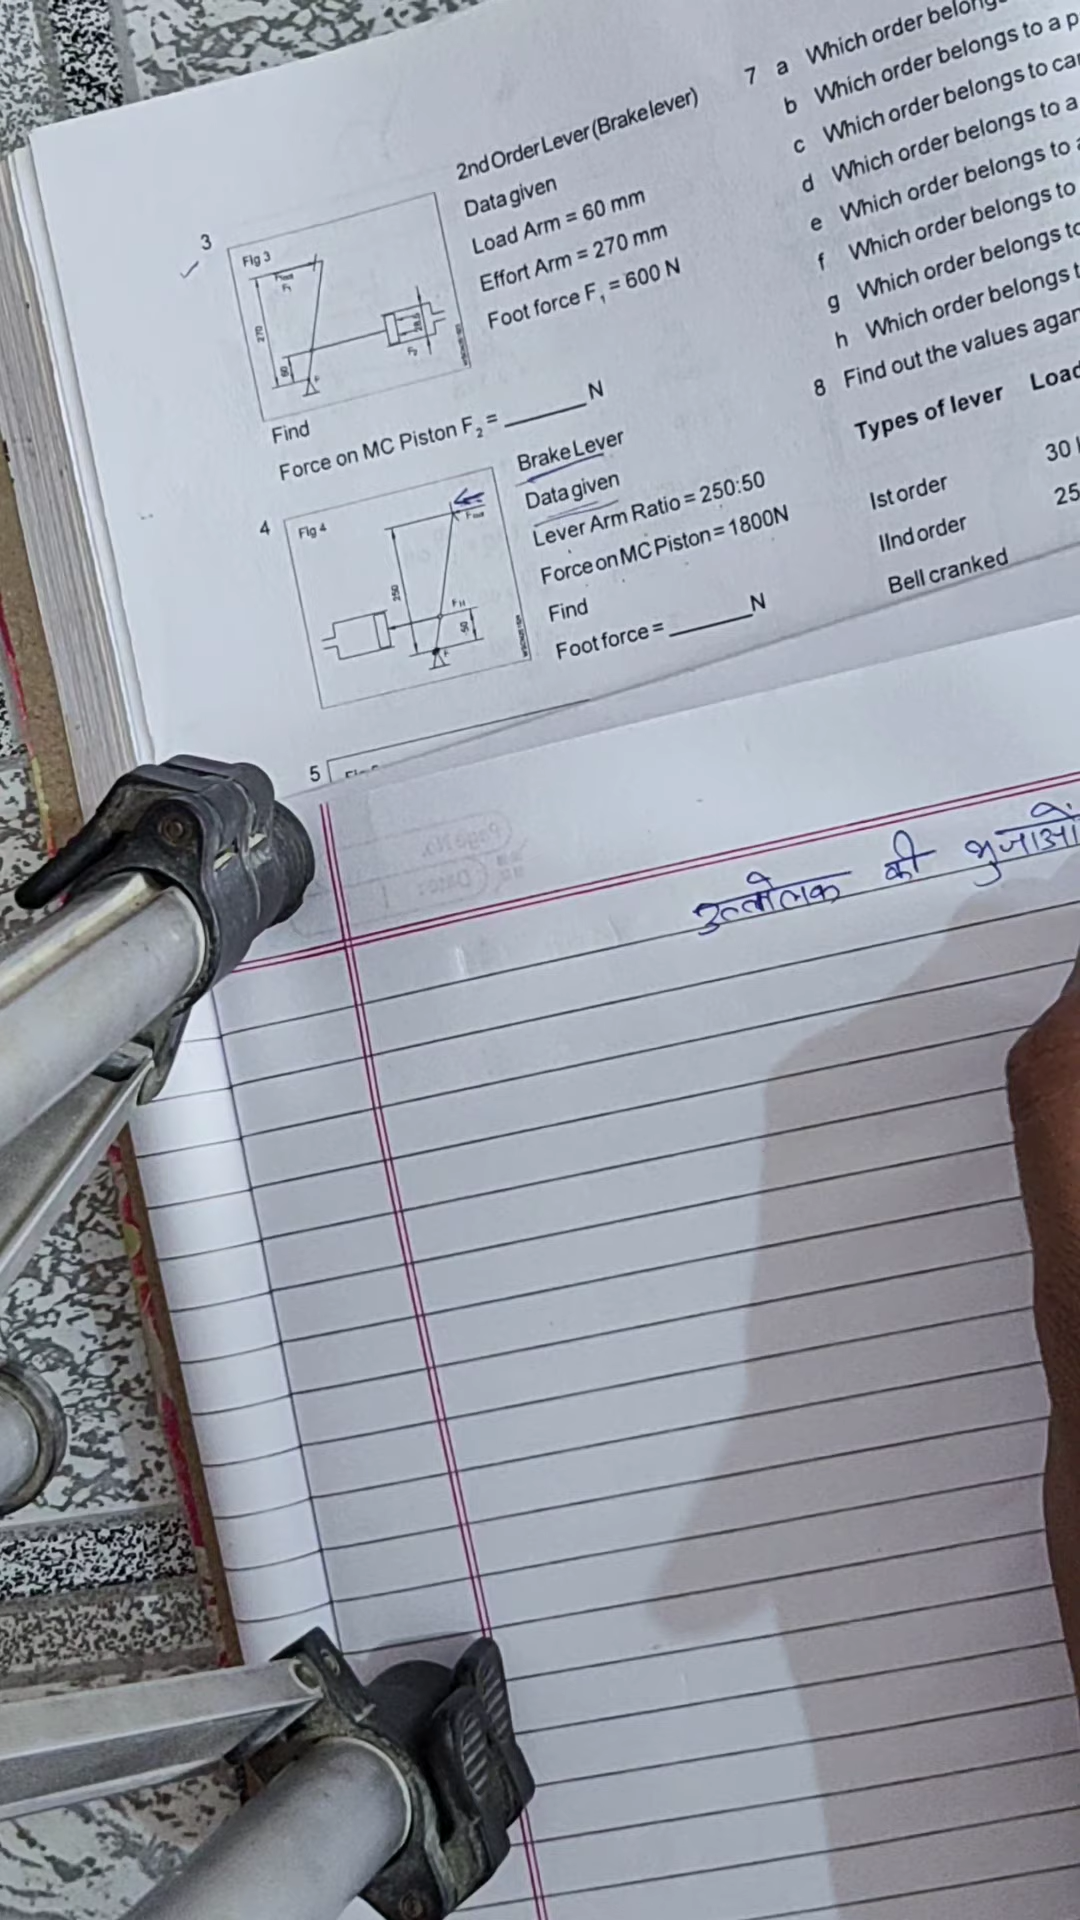 3
Fig 3
F₁
270
60
F₂
2nd Order Lever (Brake lever)
Data given
Load Arm = 60 mm
Effort Arm = 270 mm
Foot force F₁ = 600 N
Find
Force on MC Piston F₂ = ________ N
4
Fig 4
250
50
Brake Lever
Data given
Lever Arm Ratio = 250:50
Force on MC Piston = 1800N
Find
Foot force = ________ N
5
7 a Which order belong
b Which order belongs to a p
c Which order belongs to ca
d Which order belongs to a
e Which order belongs to
f Which order belongs to
g Which order belongs to
h Which order belongs t
8 Find out the values
Types of lever Load
Ist order 30
IInd order 25
Bell cranked
उत्तोलक की भुजाओं